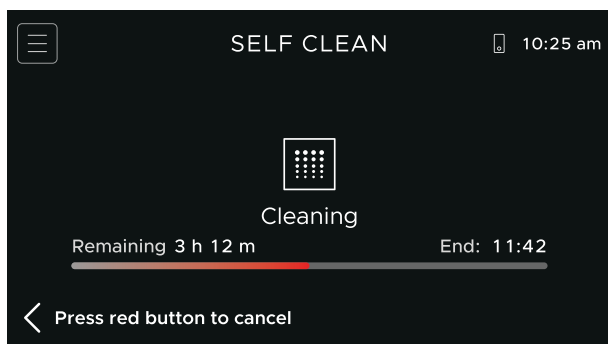 SELF CLEAN 10:25 am
Cleaning
Remaining 3 h 12 m End: 11:42
Press red button to cancel